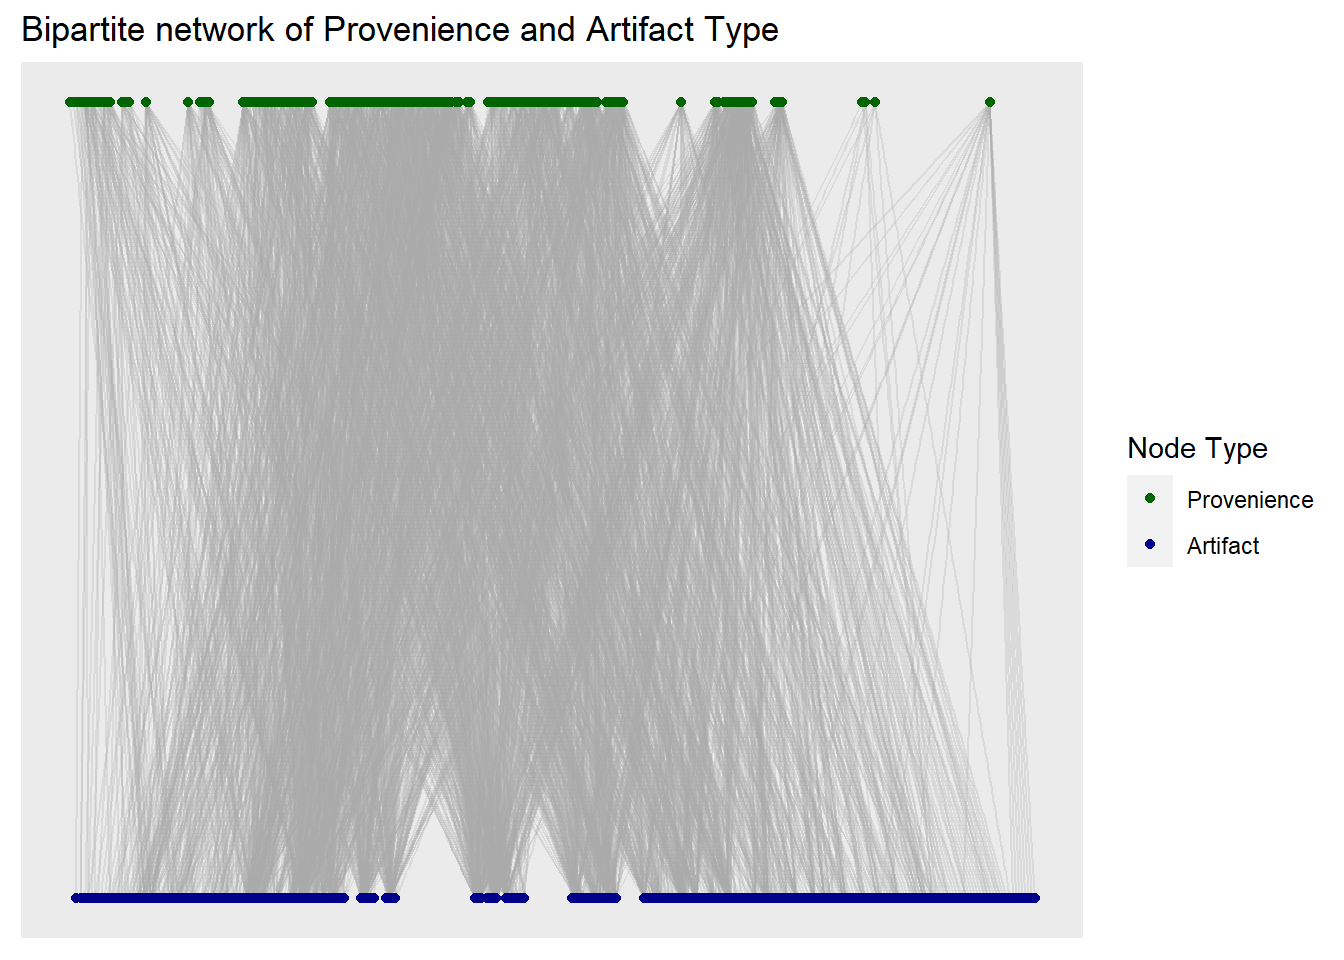 Bipartite network of Provenience and Artifact Type
Node Type
Provenience
Artifact